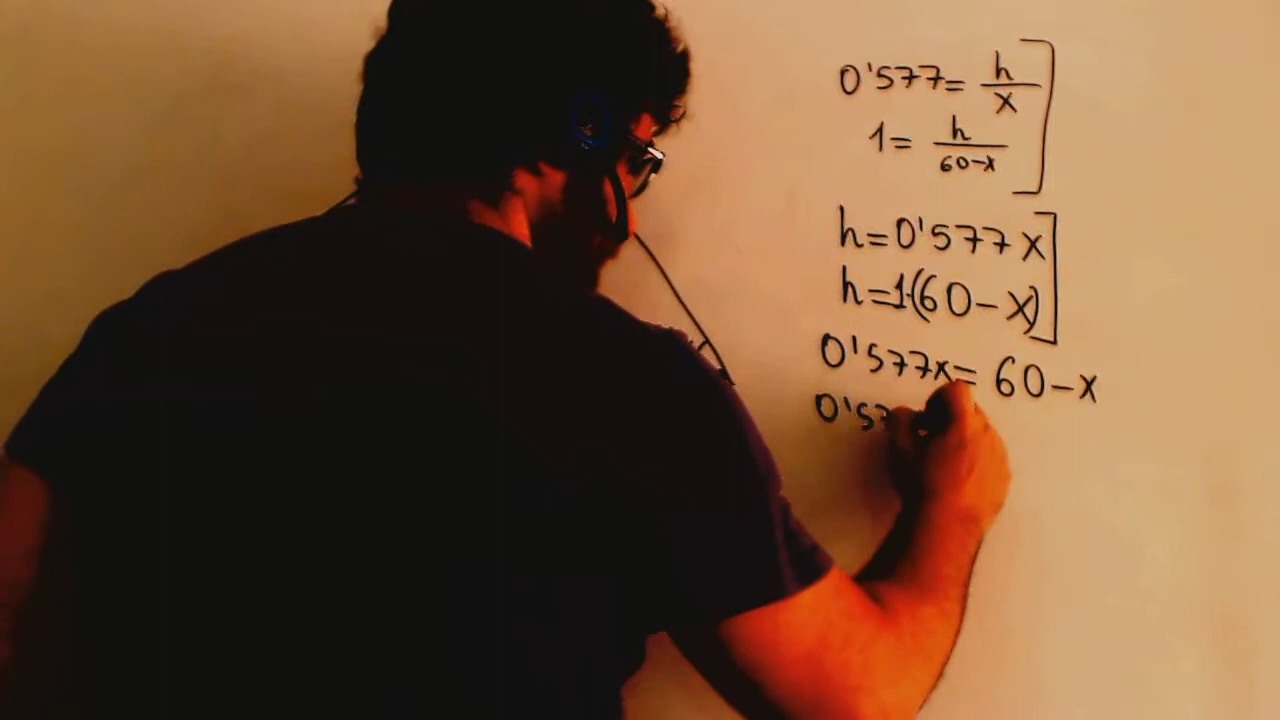 0'577= h/x
1= h/60-x
h=0'577x
h=1·(60-x)
0'577x= 60-x
0'57